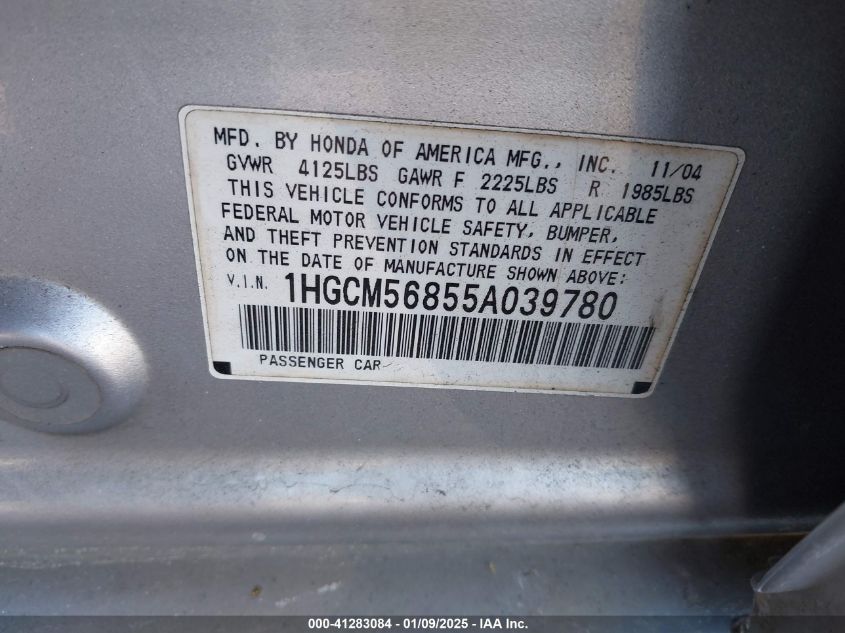 MFD. BY HONDA OF AMERICA MFG., INC. 11/04
GVWR 4125LBS GAWR F 2225LBS R 1985LBS
THIS VEHICLE CONFORMS TO ALL APPLICABLE
FEDERAL MOTOR VEHICLE SAFETY, BUMPER,
AND THEFT PREVENTION STANDARDS IN EFFECT
ON THE DATE OF MANUFACTURE SHOWN ABOVE:
V.I.N. 1HGCM56855A039780
PASSENGER CAR
000-41283084 - 01/09/2025 - IAA Inc.